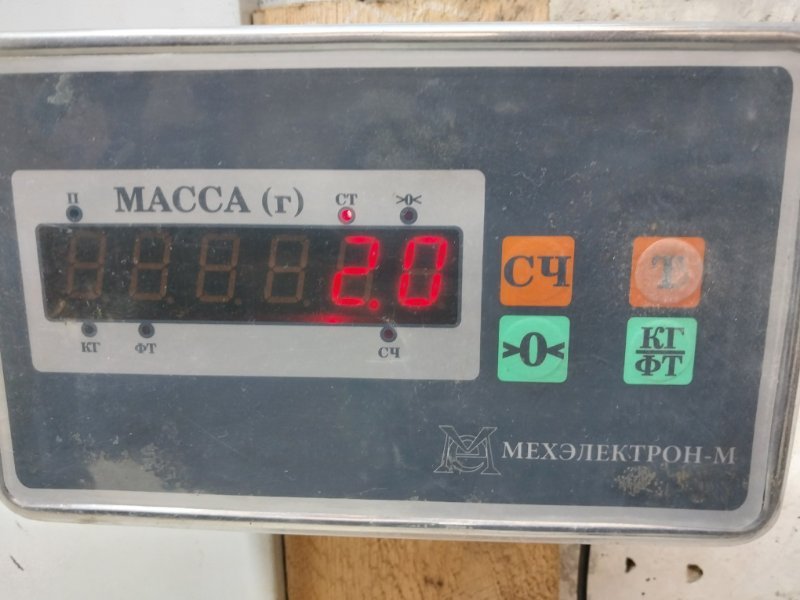 П МАССА (г) СТ >0<
2.0
КГ ФТ СЧ
СЧ Т
>0< КГ
ФТ
М МЕХЭЛЕКТРОН-М